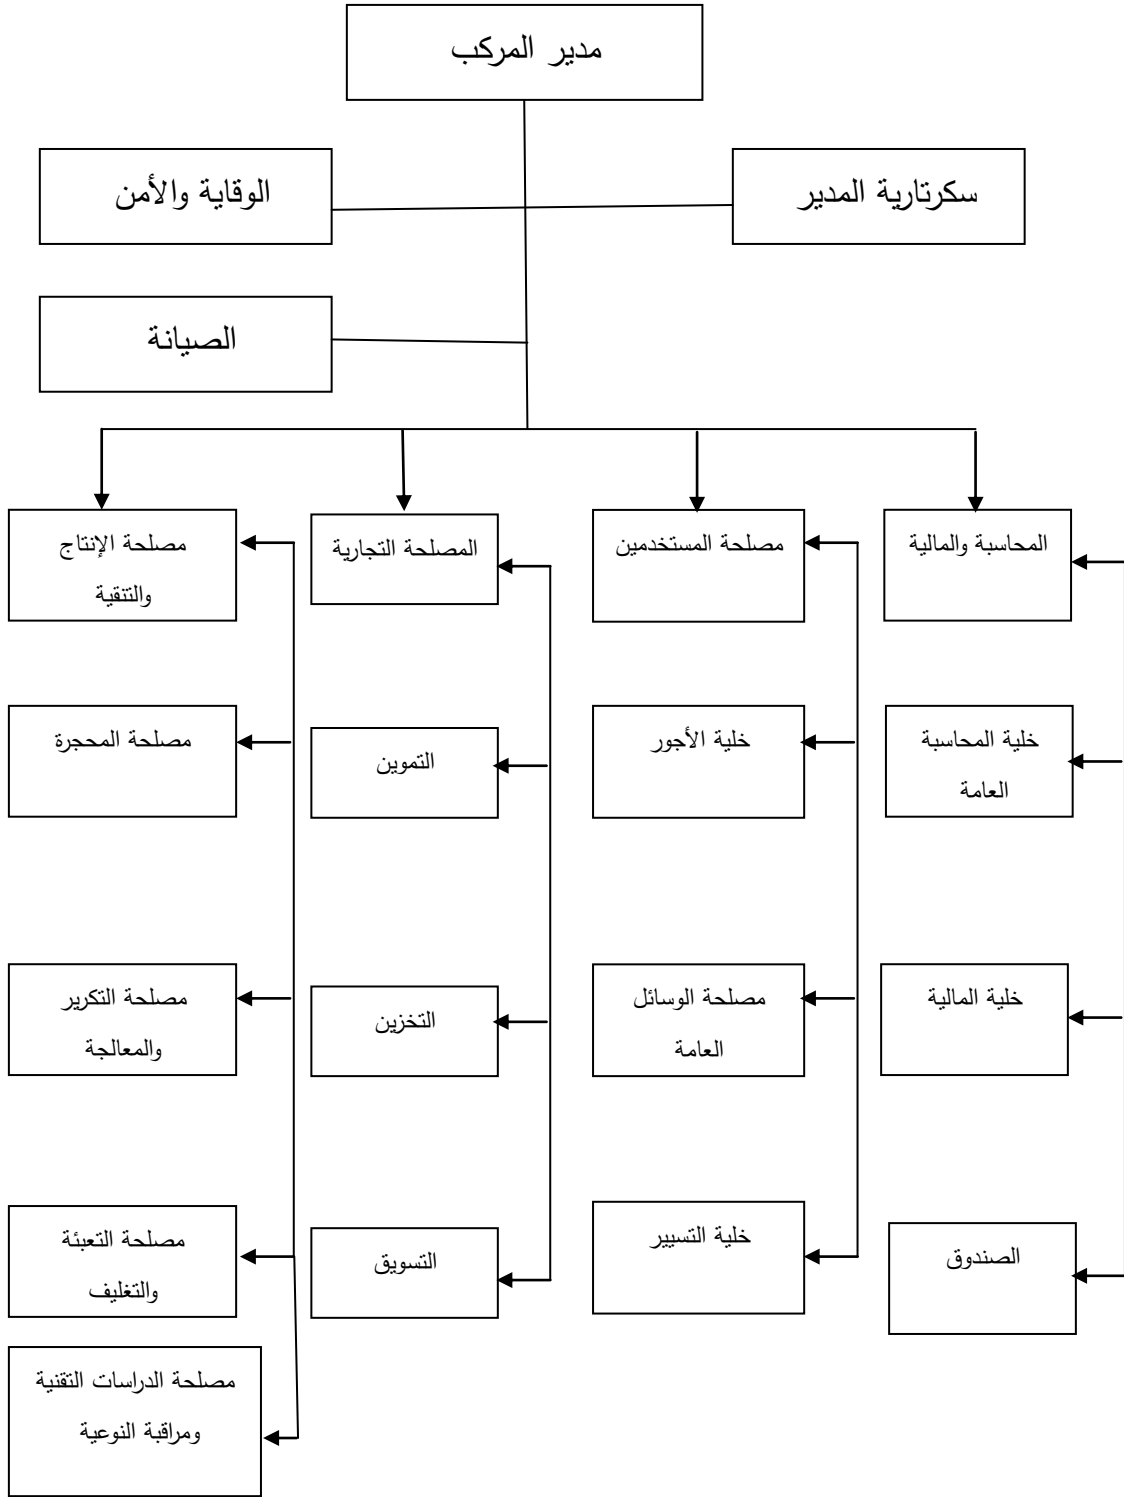 مدير المركب
سكرتارية المدير
الوقاية والأمن
الصيانة
المحاسبة والمالية
مصلحة المستخدمين
المصلحة التجارية
مصلحة الإنتاج
والتنقية
خلية المحاسبة
العامة
خلية الأجور
التموين
مصلحة المحجرة
خلية المالية
مصلحة الوسائل
العامة
التخزين
مصلحة التكرير
والمعالجة
الصندوق
خلية التسيير
التسويق
مصلحة التعبئة
والتغليف
مصلحة الدراسات التقنية
ومراقبة النوعية